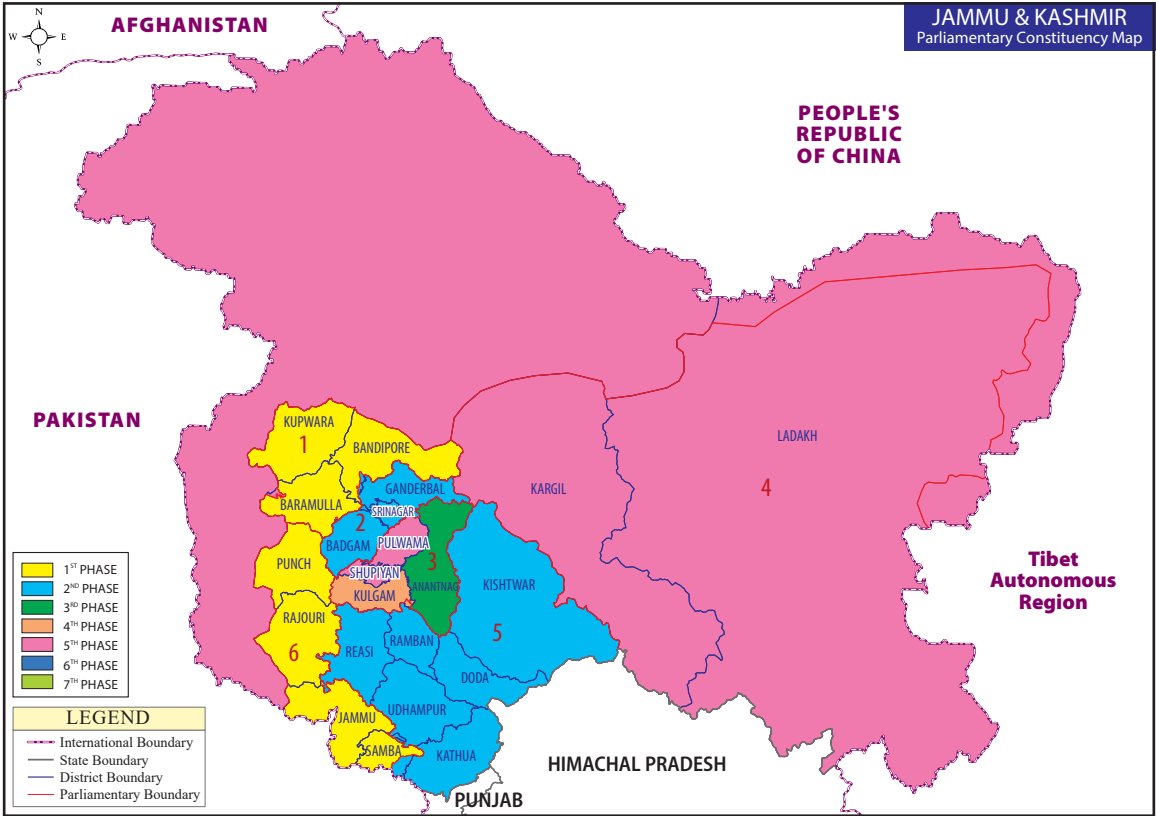 N
W E
S
AFGHANISTAN
JAMMU & KASHMIR
Parliamentary Constituency Map
PEOPLE'S
REPUBLIC
OF CHINA
PAKISTAN
KUPWARA
1
BANDIPORE
LADAKH
4
KARGIL
GANDERBAL
BARAMULLA
SRINAGAR
2
BADGAM
PULWAMA
3
PUNCH
SHUPIYAN
ANANTNAG
KISHTWAR
KULGAM
RAJOURI
6
REASI
RAMBAN
5
DODA
UDHAMPUR
JAMMU
SAMBA
KATHUA
Tibet
Autonomous
Region
HIMACHAL PRADESH
PUNJAB
1ST PHASE
2ND PHASE
3RD PHASE
4TH PHASE
5TH PHASE
6TH PHASE
7TH PHASE
LEGEND
International Boundary
State Boundary
District Boundary
Parliamentary Boundary